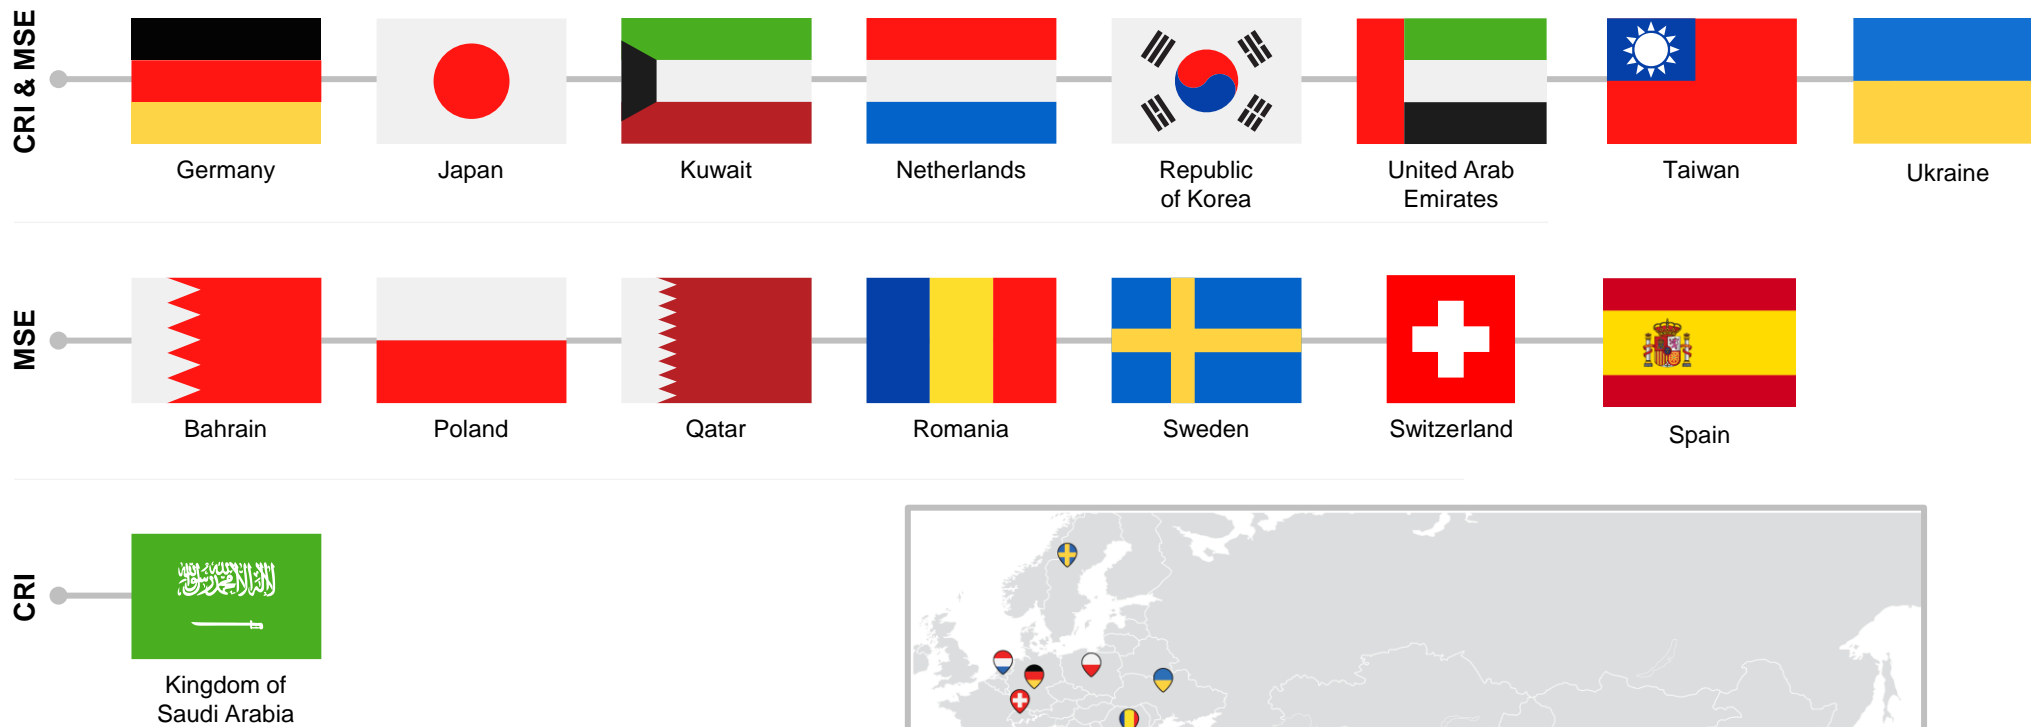 CRI & MSE
Germany
Japan
Kuwait
Netherlands
Republic
of Korea
United Arab
Emirates
Taiwan
Ukraine
MSE
Bahrain
Poland
Qatar
Romania
Sweden
Switzerland
Spain
CRI
Kingdom of
Saudi Arabia